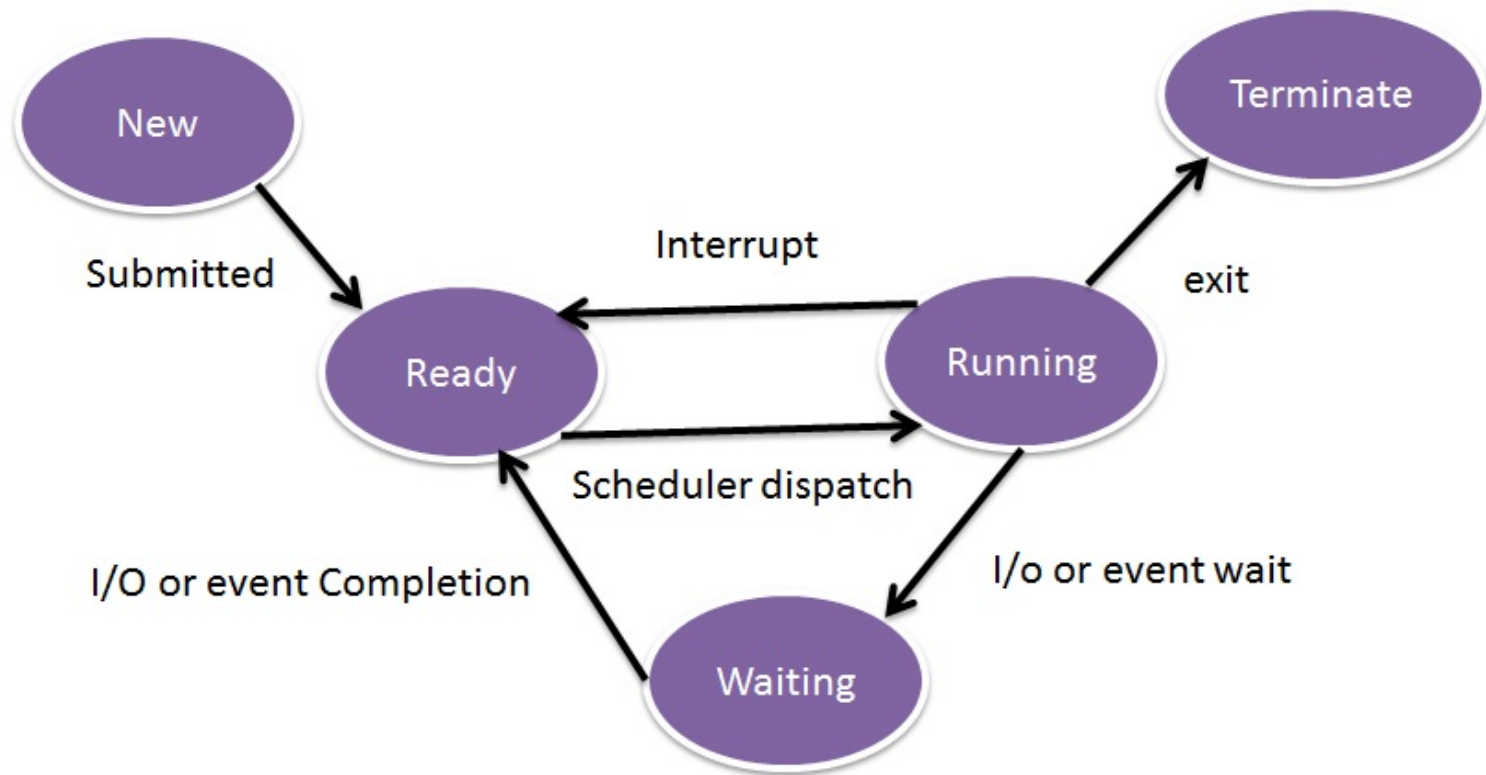 New
Terminate
Submitted
Interrupt
exit
Ready
Running
Scheduler dispatch
I/O or event Completion
I/o or event wait
Waiting